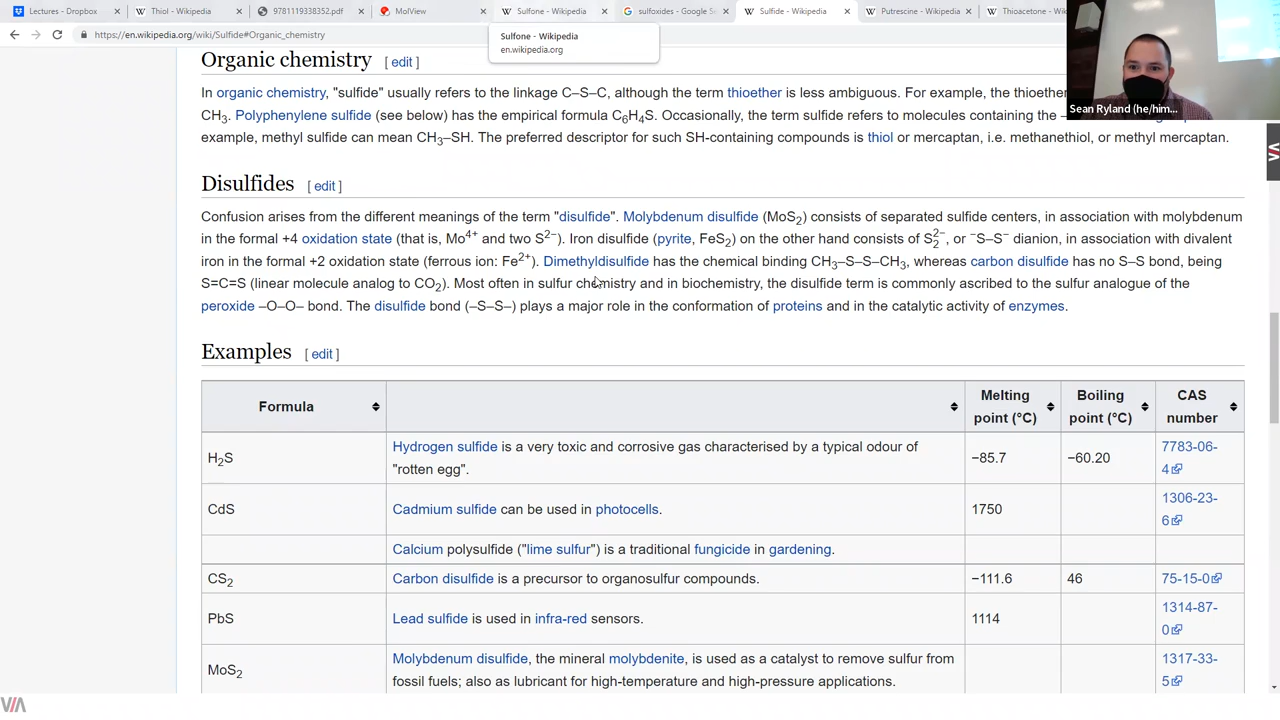 Lectures - Dropbox
Thiol - Wikipedia
9781119338352.pdf
MolView
Sulfone - Wikipedia
sulfoxides - Google S
Sulfide - Wikipedia
Putrescine - Wikipedia
Thioacetone - Wiki
https://en.wikipedia.org/wiki/Sulfide#Organic_chemistry
Sulfone - Wikipedia
en.wikipedia.org
Sean Ryland (he/him...
Organic chemistry [ edit ]
In organic chemistry, "sulfide" usually refers to the linkage C–S–C, although the term thioether is less ambiguous. For example, the thioether
CH₃. Polyphenylene sulfide (see below) has the empirical formula C₆H₄S. Occasionally, the term sulfide refers to molecules containing the –
example, methyl sulfide can mean CH₃–SH. The preferred descriptor for such SH-containing compounds is thiol or mercaptan, i.e. methanethiol, or methyl mercaptan.
Disulfides [ edit ]
Confusion arises from the different meanings of the term "disulfide". Molybdenum disulfide (MoS₂) consists of separated sulfide centers, in association with molybdenum
in the formal +4 oxidation state (that is, Mo⁴⁺ and two S²⁻). Iron disulfide (pyrite, FeS₂) on the other hand consists of S₂²⁻, or ⁻S–S⁻ dianion, in association with divalent
iron in the formal +2 oxidation state (ferrous ion: Fe²⁺). Dimethyldisulfide has the chemical binding CH₃–S–S–CH₃, whereas carbon disulfide has no S–S bond, being
S=C=S (linear molecule analog to CO₂). Most often in sulfur chemistry and in biochemistry, the disulfide term is commonly ascribed to the sulfur analogue of the
peroxide –O–O– bond. The disulfide bond (–S–S–) plays a major role in the conformation of proteins and in the catalytic activity of enzymes.
Examples [ edit ]
Formula Melting point (°C) Boiling point (°C) CAS number
H₂S Hydrogen sulfide is a very toxic and corrosive gas characterised by a typical odour of "rotten egg". −85.7 −60.20 7783-06-4
CdS Cadmium sulfide can be used in photocells. 1750 1306-23-6
Calcium polysulfide ("lime sulfur") is a traditional fungicide in gardening.
CS₂ Carbon disulfide is a precursor to organosulfur compounds. −111.6 46 75-15-0
PbS Lead sulfide is used in infra-red sensors. 1114 1314-87-0
MoS₂ Molybdenum disulfide, the mineral molybdenite, is used as a catalyst to remove sulfur from fossil fuels; also as lubricant for high-temperature and high-pressure applications. 1317-33-5